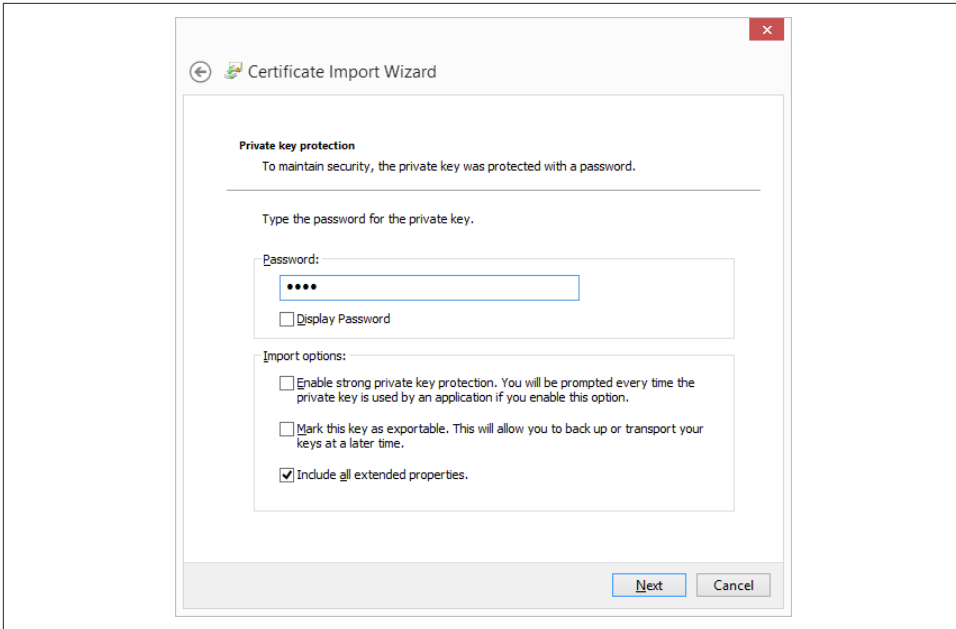 Certificate Import Wizard
Private key protection
To maintain security, the private key was protected with a password.
Type the password for the private key.
Password:
••••
Display Password
Import options:
Enable strong private key protection. You will be prompted every time the
private key is used by an application if you enable this option.
Mark this key as exportable. This will allow you to back up or transport your
keys at a later time.
Include all extended properties.
Next
Cancel